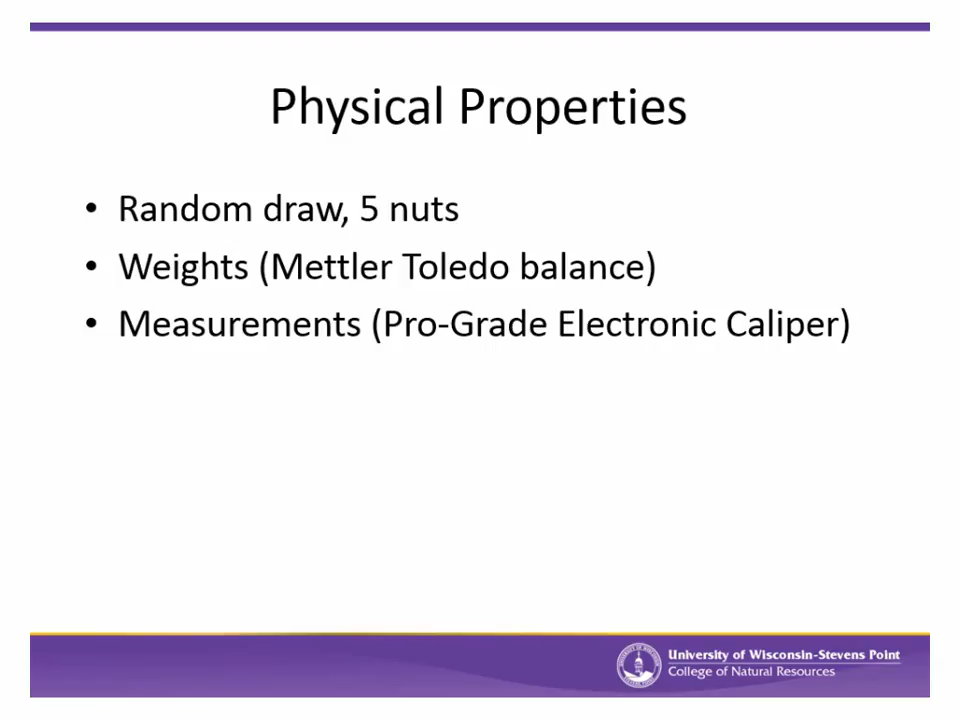 Physical Properties
• Random draw, 5 nuts
• Weights (Mettler Toledo balance)
• Measurements (Pro-Grade Electronic Caliper)
University of Wisconsin-Stevens Point
College of Natural Resources